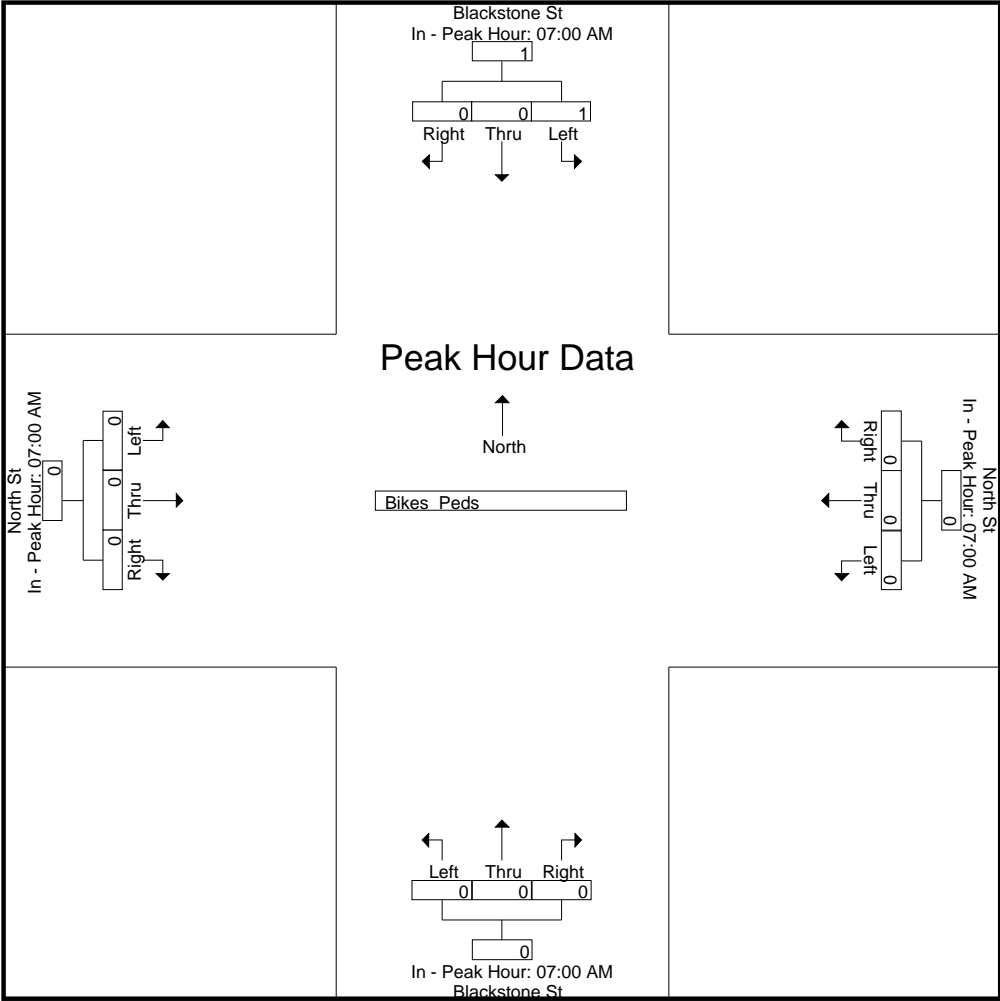 Blackstone St
In - Peak Hour: 07:00 AM
1
0 0 1
Right Thru Left
Peak Hour Data
North
Bikes Peds
North St
In - Peak Hour: 07:00 AM
0
0 0 0
Left Thru Right
North St
In - Peak Hour: 07:00 AM
0
0 0 0
Right Thru Left
Left Thru Right
0 0 0
0
In - Peak Hour: 07:00 AM
Blackstone St